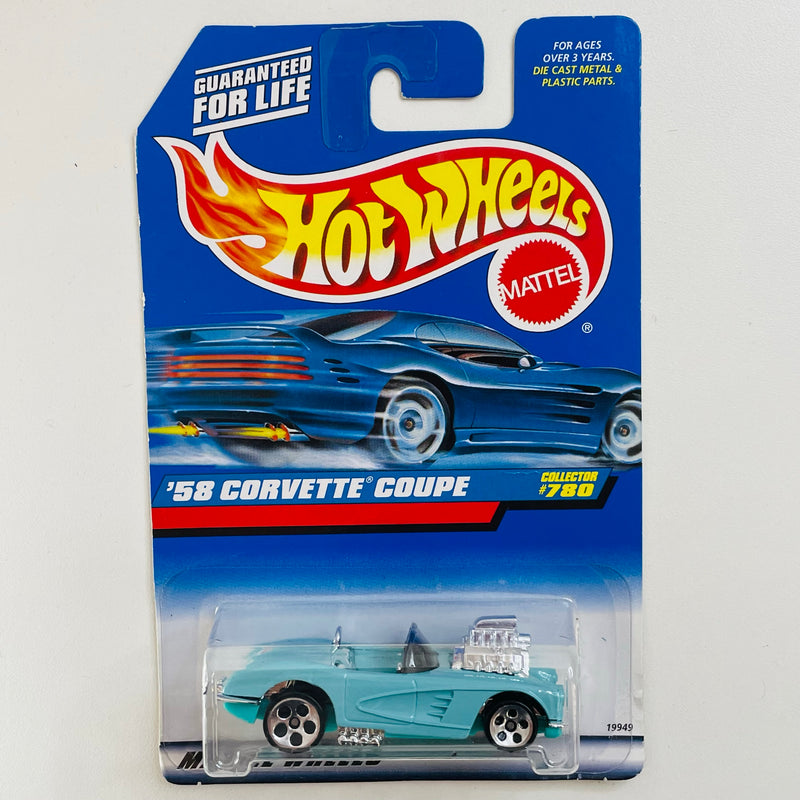 GUARANTEED
FOR LIFE
FOR AGES
OVER 3 YEARS.
DIE CAST METAL &
PLASTIC PARTS.
HOT WHEELS
MATTEL
®
'58 CORVETTE® COUPE
COLLECTOR
#780
19949